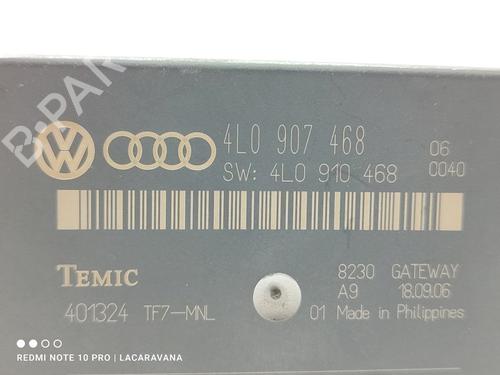 B-PARTS
4L0 907 468 06
SW: 4L0 910 468 0040
TEMIC 8230 GATEWAY
A9 18.09.06
401324 TF7-MNL 01 Made in Philippines
REDMI NOTE 10 PRO | LACARAVANA